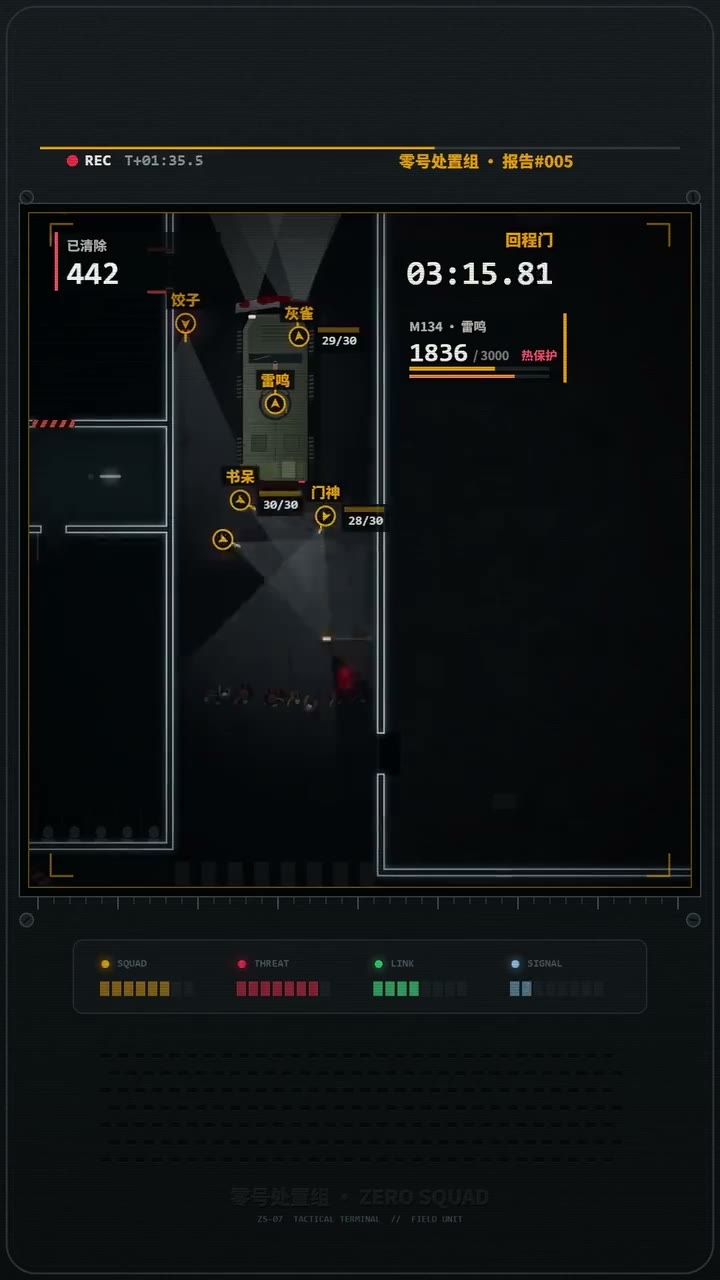 REC T+01:35.5
零号处置组 • 报告#005
已清除
442
回程门
03:15.81
M134 • 雷鸣
1836 / 3000 热保护
饺子
灰雀
29/30
雷鸣
书呆
30/30
门神
28/30
SQUAD
THREAT
LINK
SIGNAL
零号处置组 • ZERO SQUAD
ZS-07 TACTICAL TERMINAL // FIELD UNIT